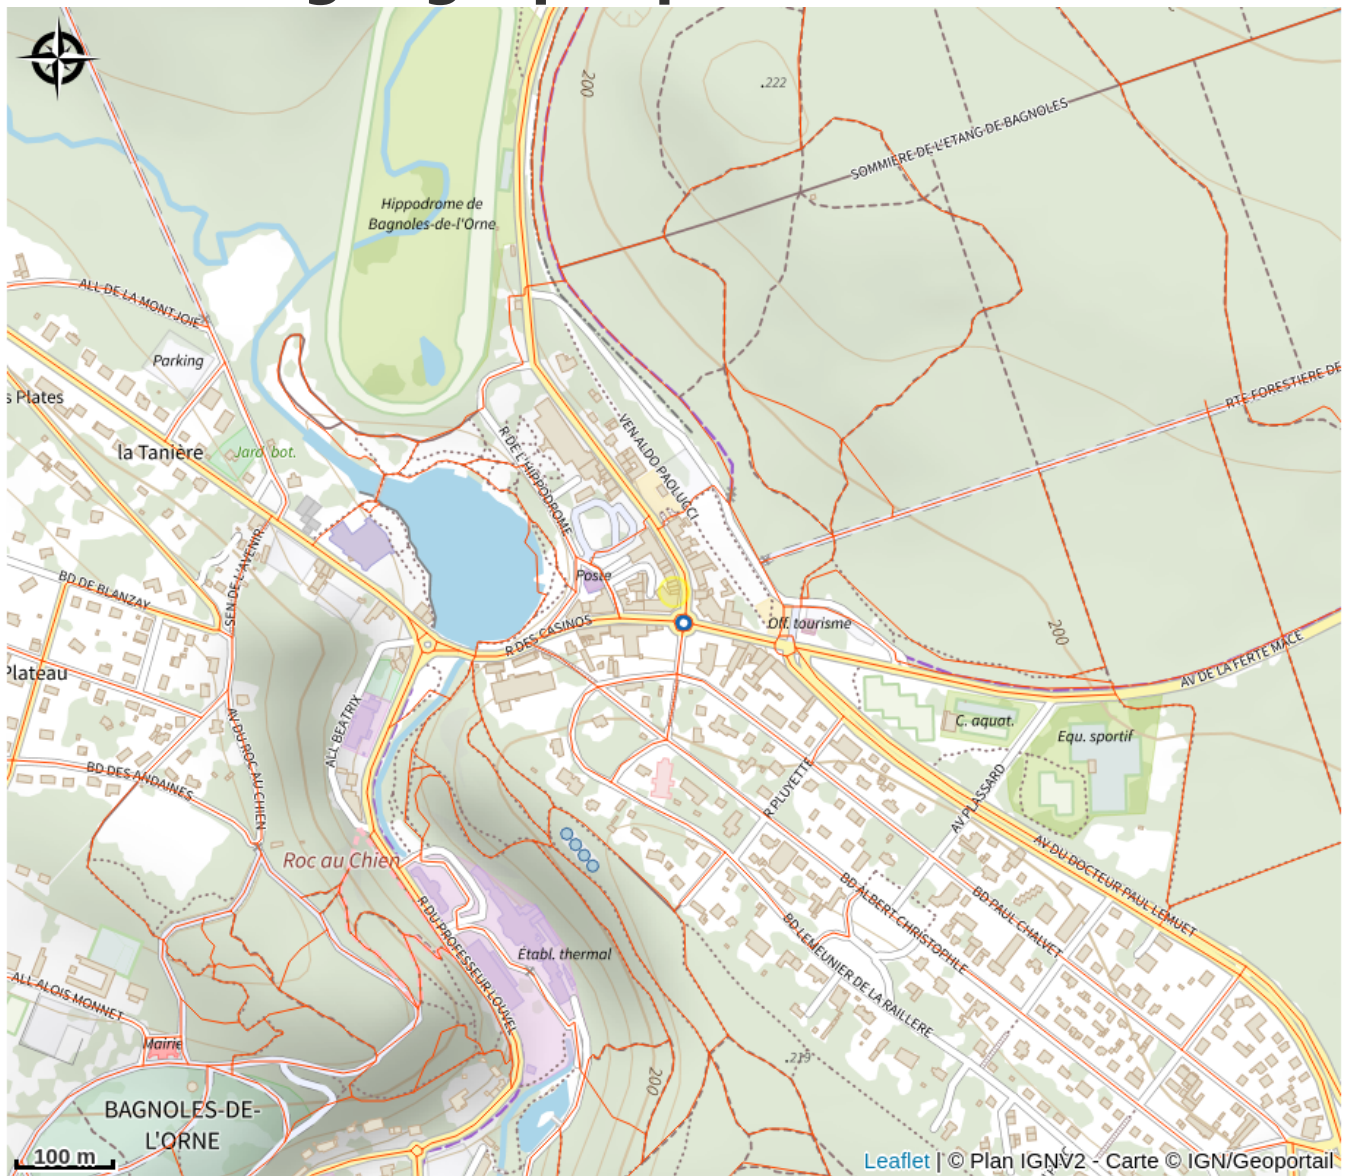 .222
200
SOMMIERE DE L'ETANG DE BAGNOLES
Hippodrome de
Bagnoles-de-l'Orne
ALL DE LA MONTJOIE
Parking
s Plates
RTE FORESTIERE DE
la Tanière
Jard. bot.
R DE L'HIPPODROME
VEN ALDO PAOLUCCI
SEN DE L'AVENIR
BD DE BLANZAY
Poste
R DES CASINOS
Off. tourisme
200
AV DE LA FERTE MACE
Plateau
ALL BEATRIX
AV DU ROC AU CHIEN
C. aquat.
Equ. sportif
BD DES ANDAINES
R PLUYETTE
AV PLASSARD
Roc au Chien
AV DU DOCTEUR PAUL LEMUET
BD ALBERT CHRISTOPHLE
BD PAUL CHALVET
R DU PROFESSEUR LOUVEL
BD LEMEUNIER DE LA RAILLERE
Établ. thermal
ALL ALOIS MONNET
Mairie
.219
200
BAGNOLES-DE-
L'ORNE
100 m
Leaflet | © Plan IGNV2 - Carte © IGN/Geoportail